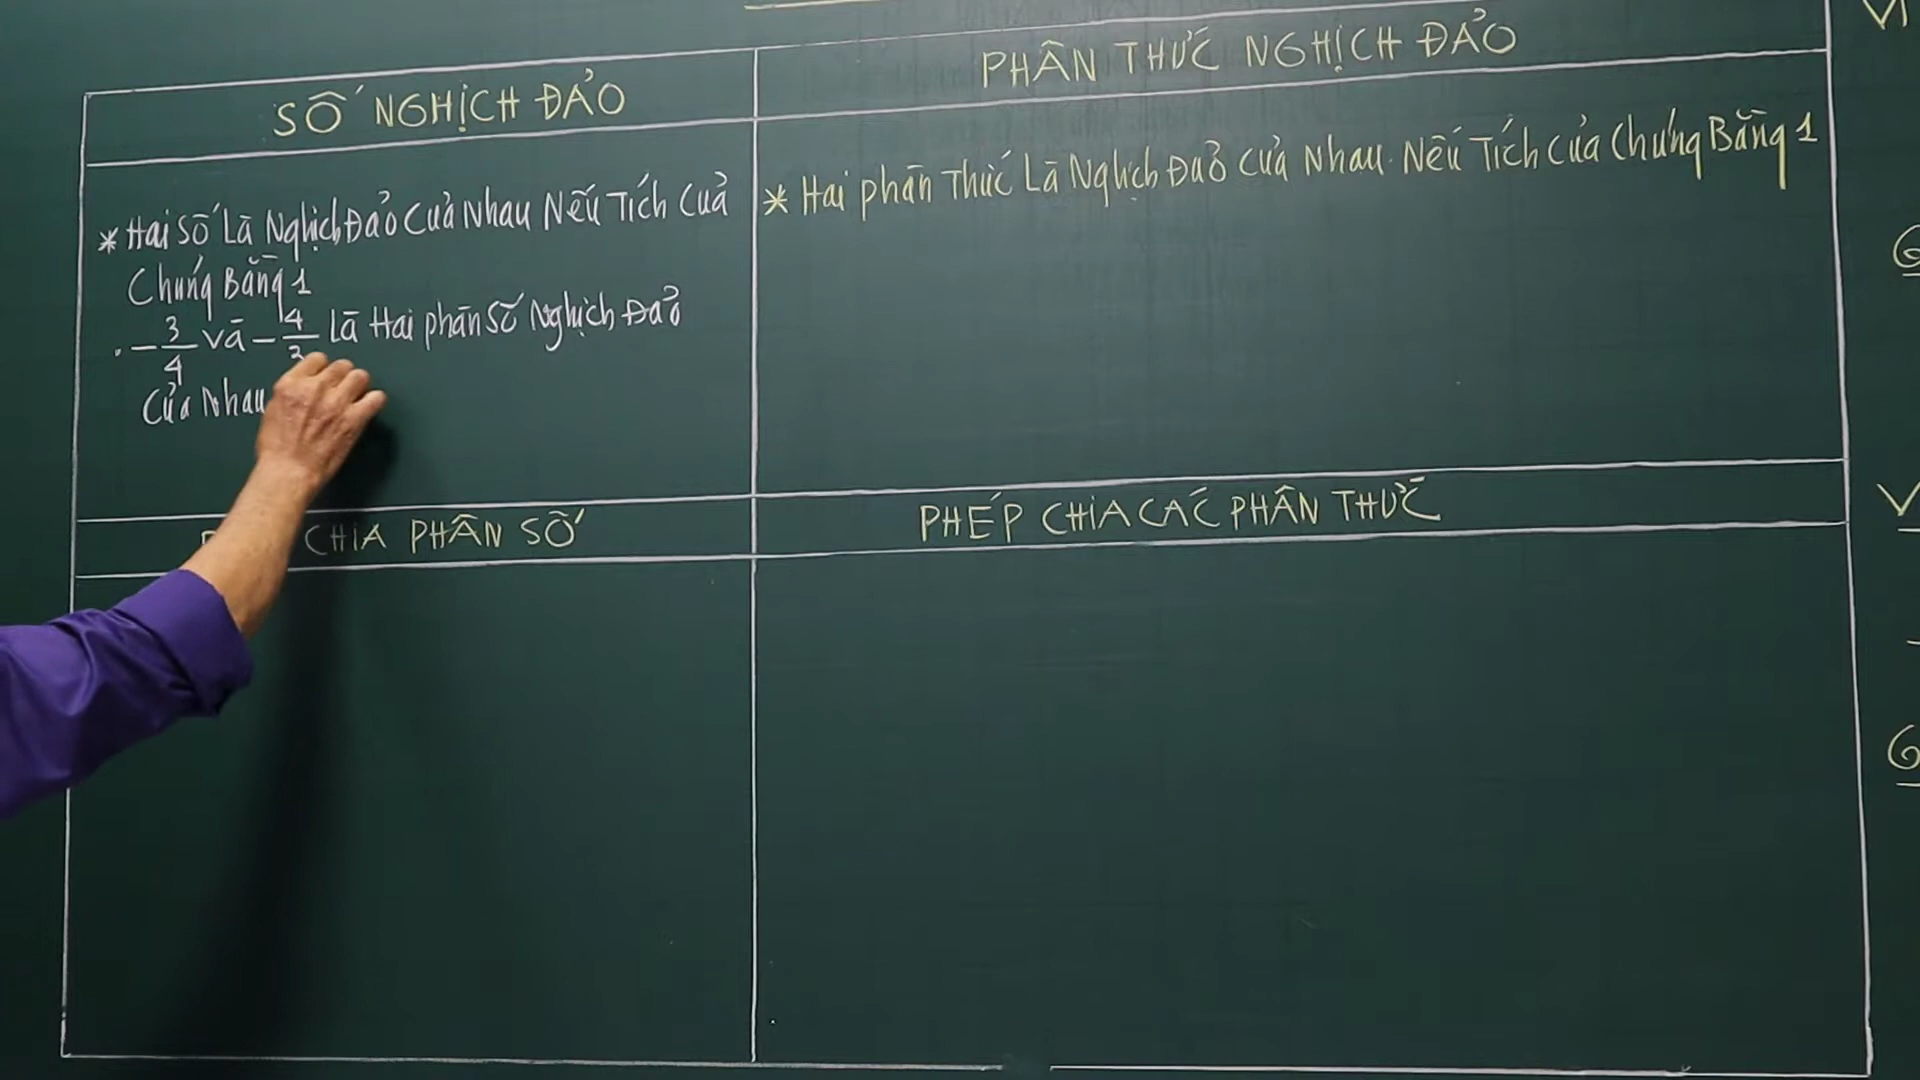 SỐ NGHỊCH ĐẢO
PHÂN THỨC NGHỊCH ĐẢO
* Hai Số Là Nghịch Đảo Của Nhau Nếu Tích Của
Chúng Bằng 1
. - 3/4 và - 4/3 Là Hai phân Số Nghịch Đảo
Của Nhau
* Hai phân Thức Là Nghịch Đảo Của Nhau. Nếu Tích Của Chúng Bằng 1
CHIA PHÂN SỐ
PHÉP CHIA CÁC PHÂN THỨC